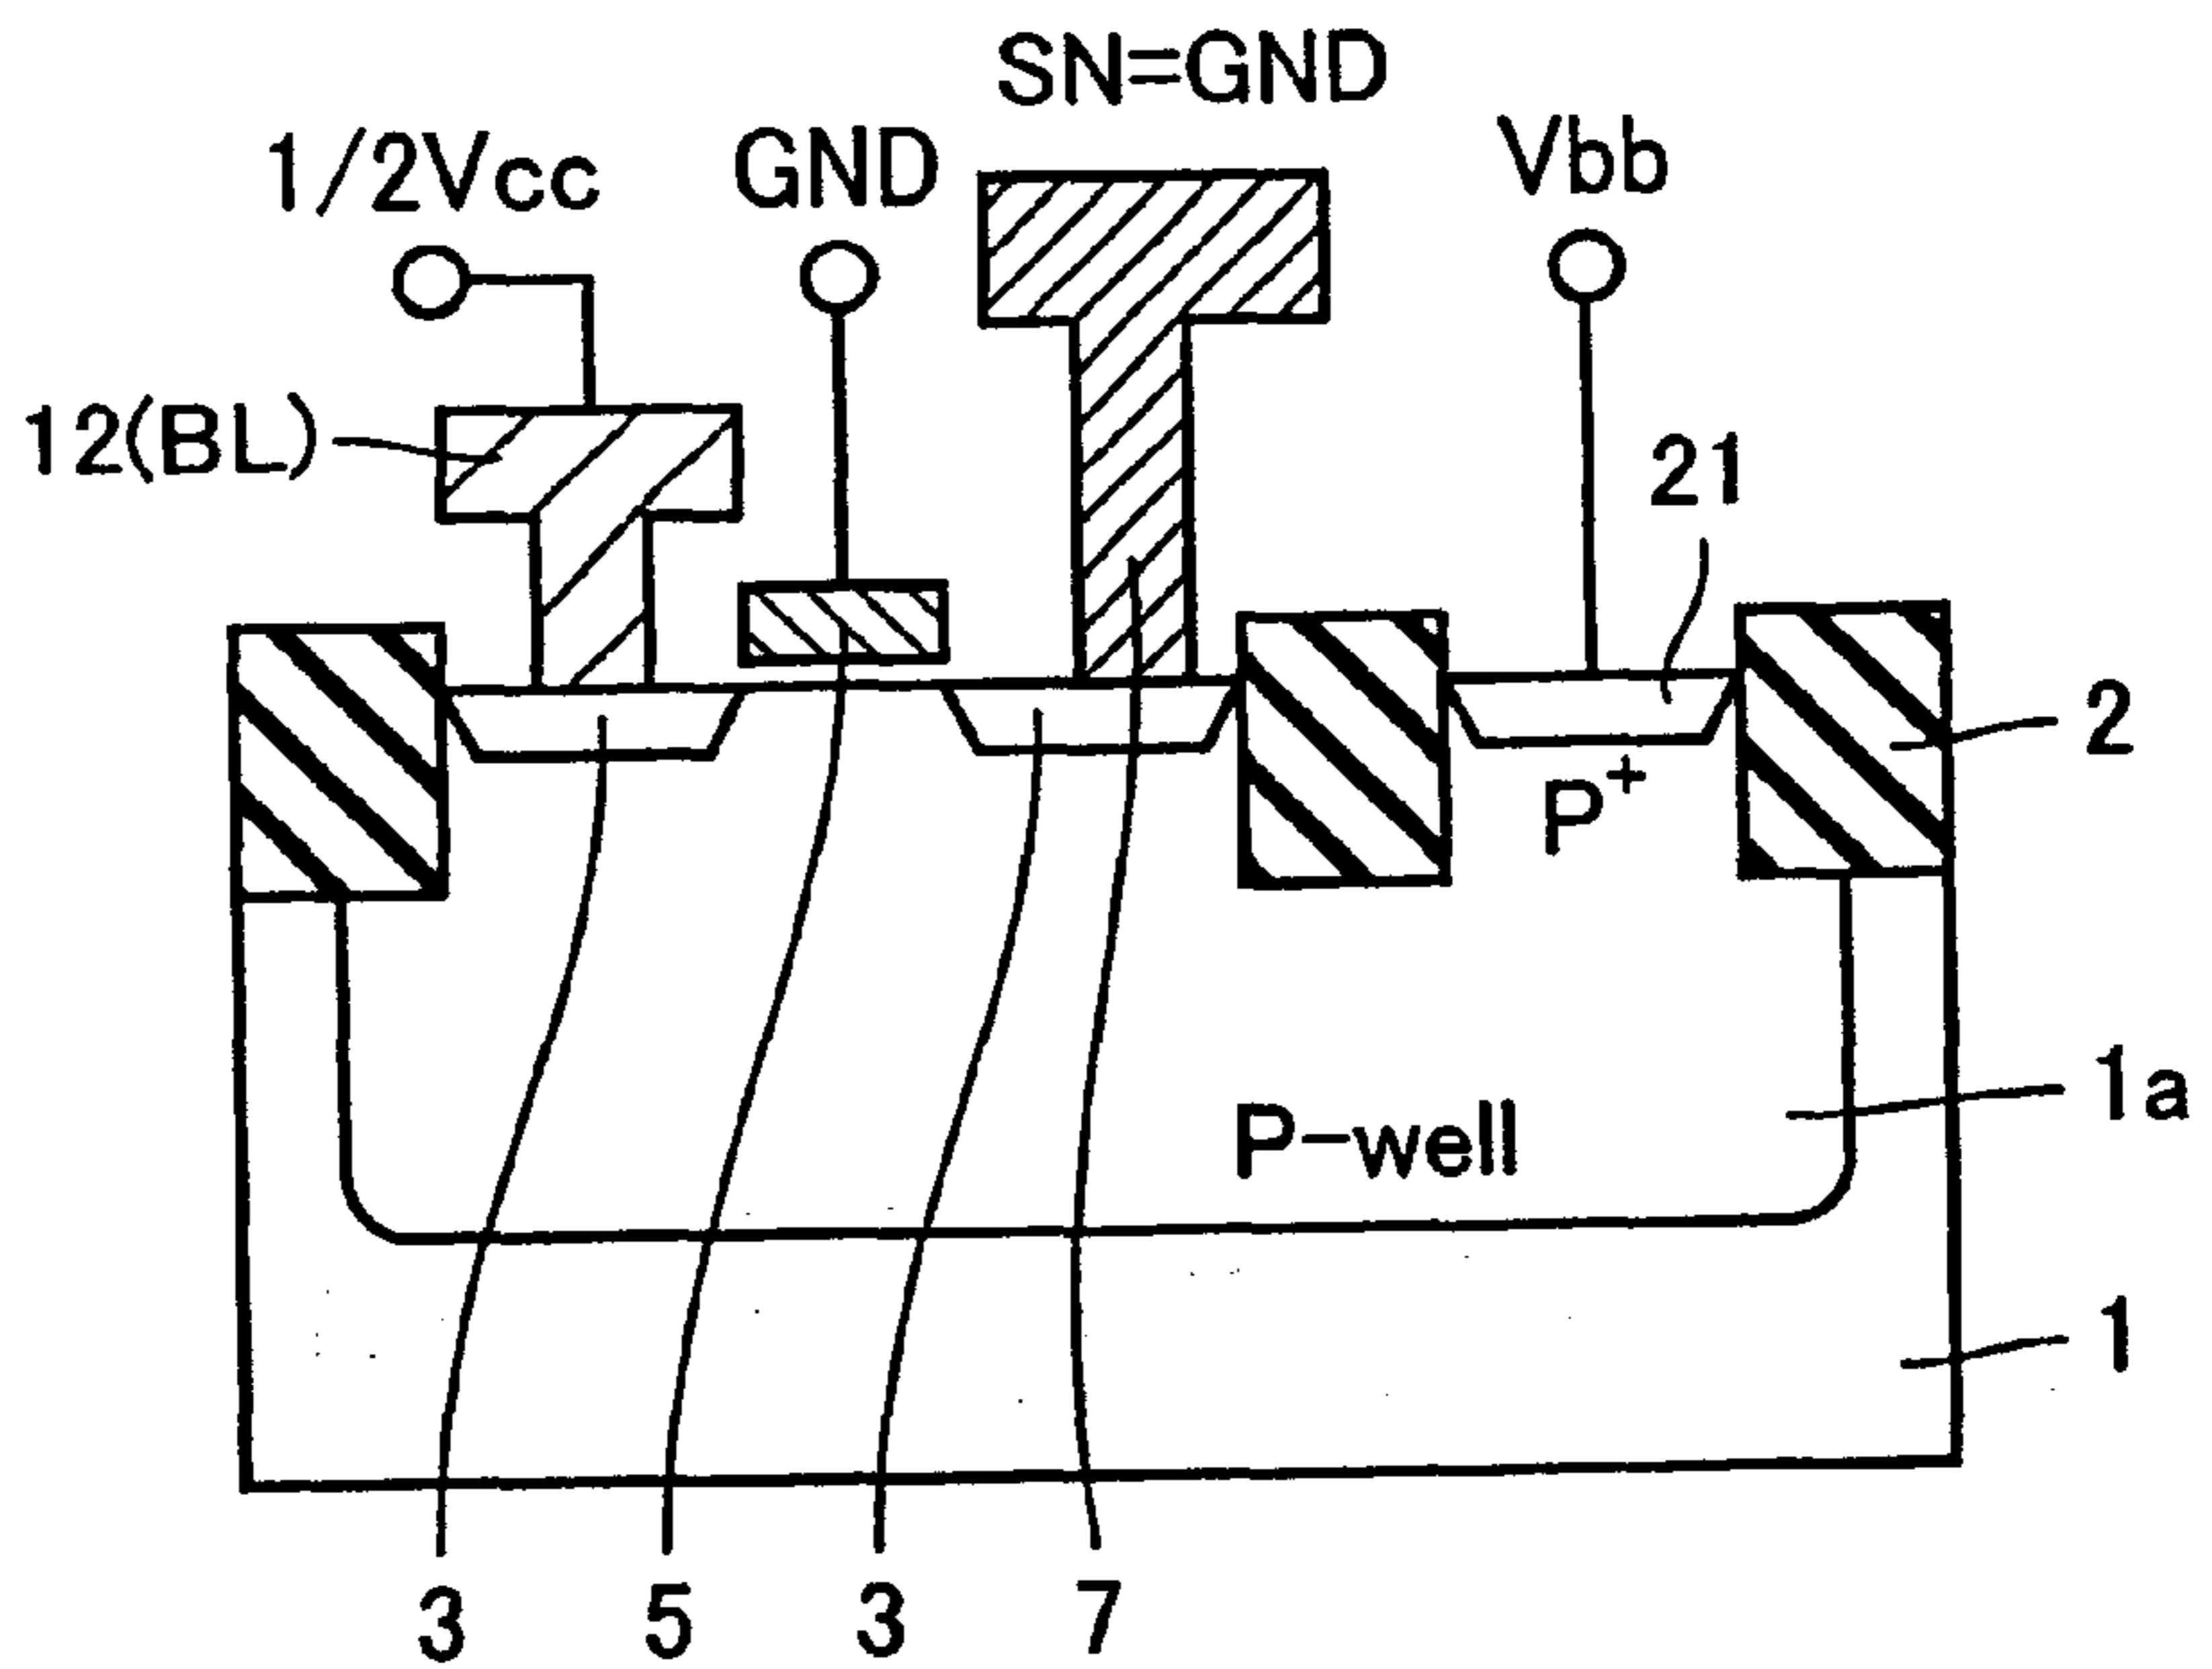 SN=GND
1/2Vcc
GND
Vbb
12(BL)
21
2
P+
1a
P-well
1
3
5
3
7